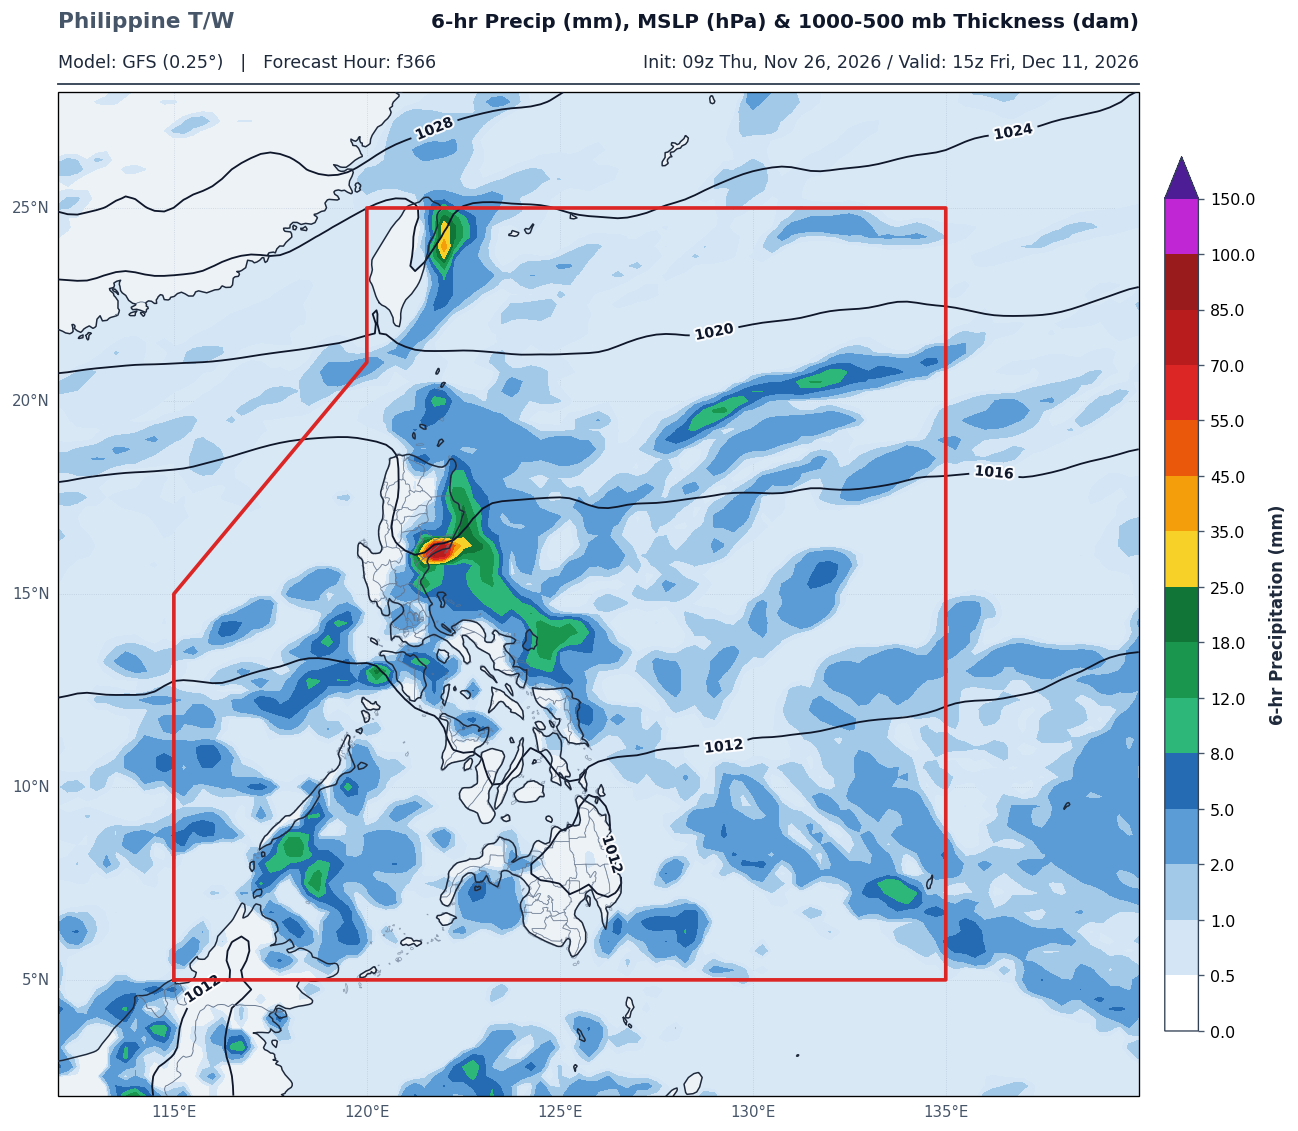 Philippine T/W
6-hr Precip (mm), MSLP (hPa) & 1000-500 mb Thickness (dam)
Model: GFS (0.25°) | Forecast Hour: f366
Init: 09z Thu, Nov 26, 2026 / Valid: 15z Fri, Dec 11, 2026
1028
1024
1020
1016
1012
1012
1012
25°N
20°N
15°N
10°N
5°N
115°E
120°E
125°E
130°E
135°E
150.0
100.0
85.0
70.0
55.0
45.0
35.0
25.0
18.0
12.0
8.0
5.0
2.0
1.0
0.5
0.0
6-hr Precipitation (mm)